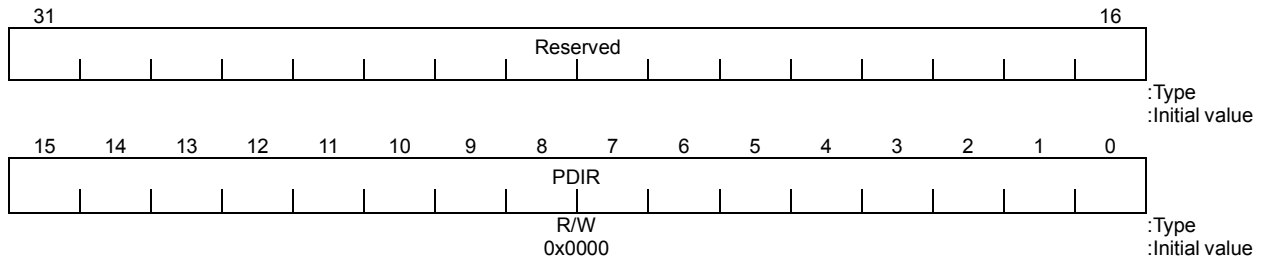 31 16
Reserved
:Type
:Initial value
15 14 13 12 11 10 9 8 7 6 5 4 3 2 1 0
PDIR
R/W :Type
0x0000 :Initial value